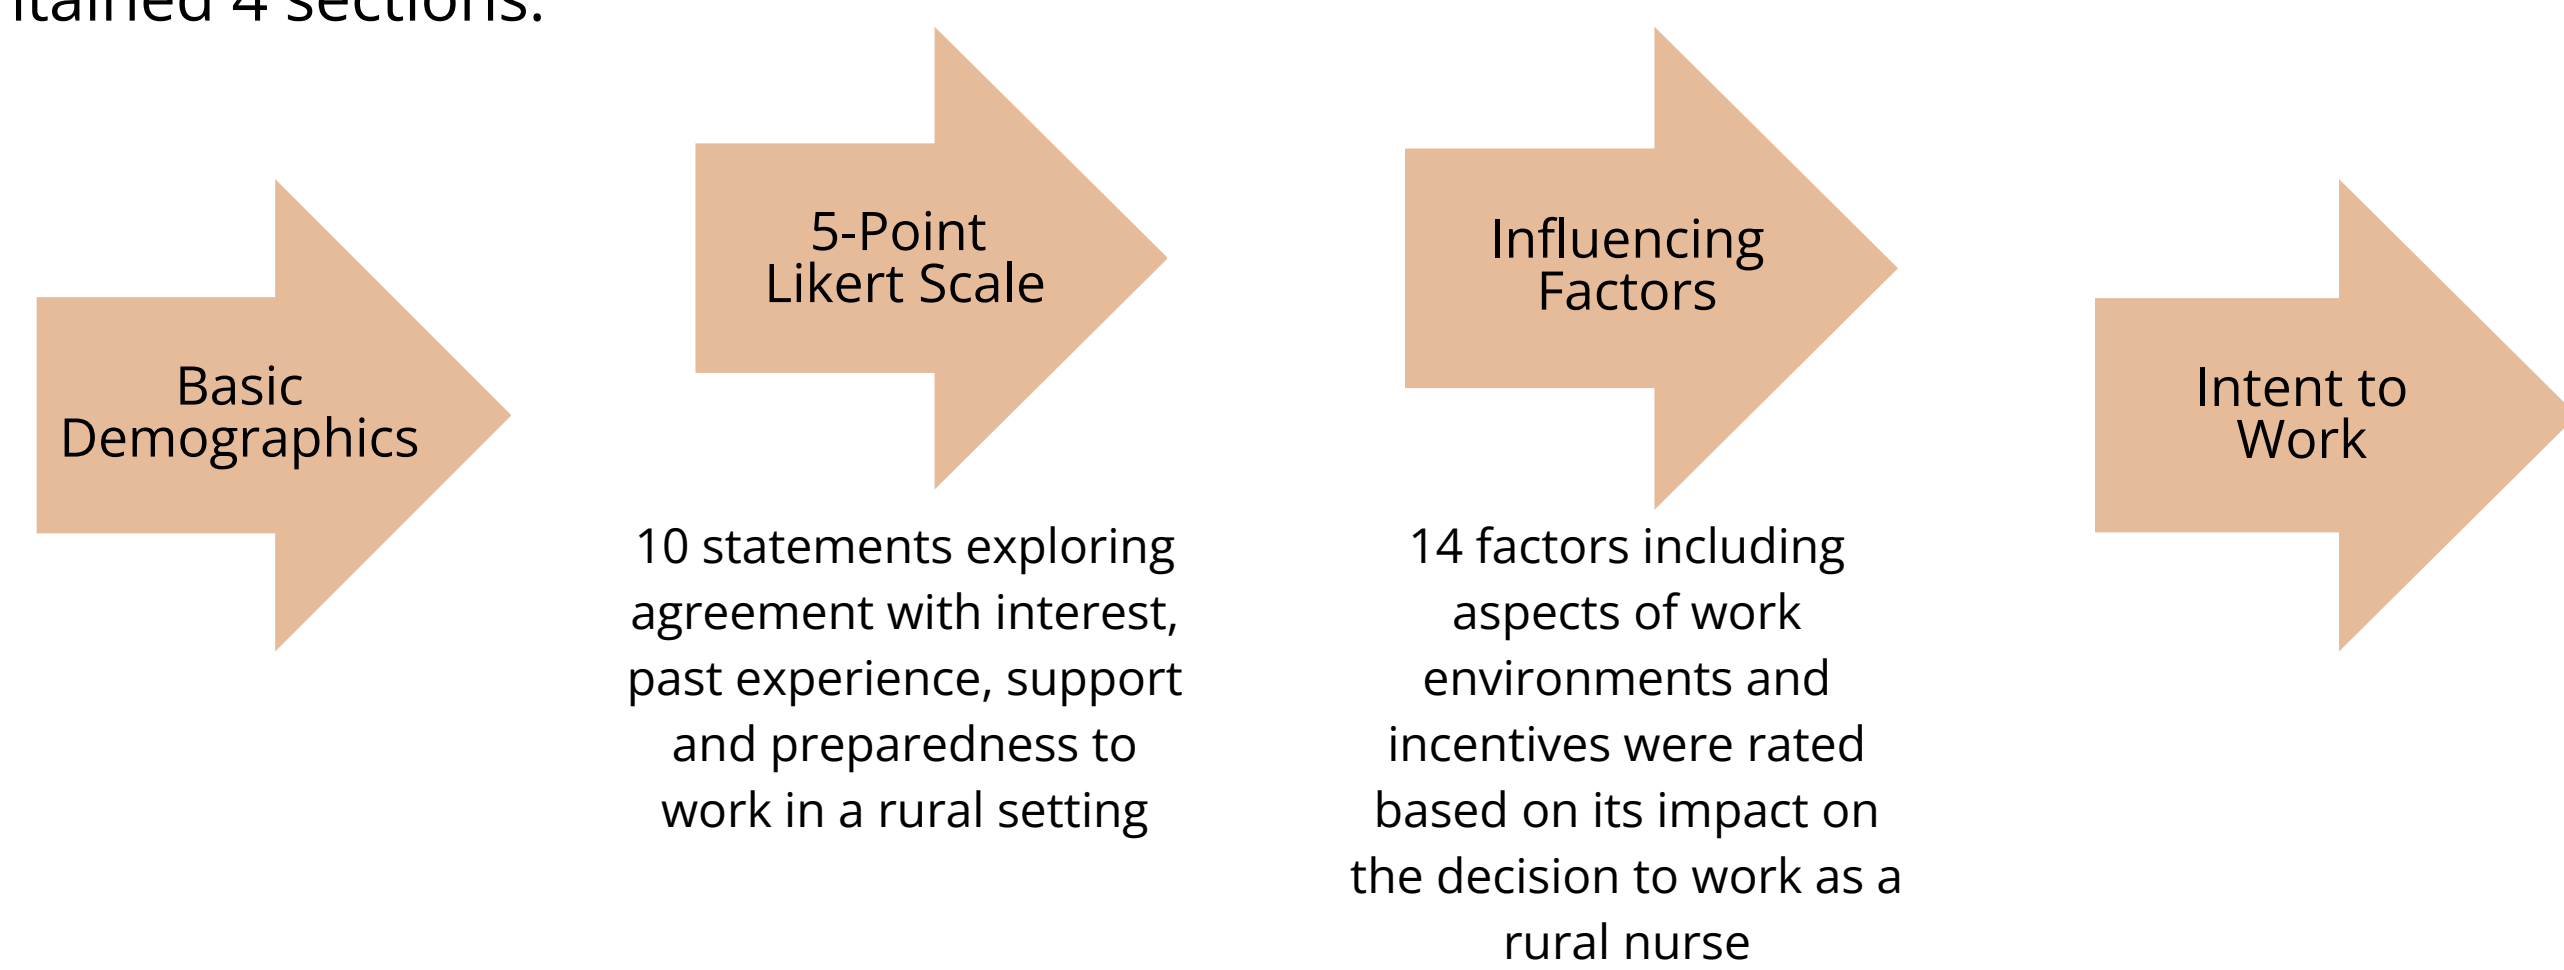 4 sections:
Basic
Demographics
5-Point
Likert Scale
10 statements exploring
agreement with interest,
past experience, support
and preparedness to
work in a rural setting
Influencing
Factors
14 factors including
aspects of work
environments and
incentives were rated
based on its impact on
the decision to work as a
rural nurse
Intent to
Work